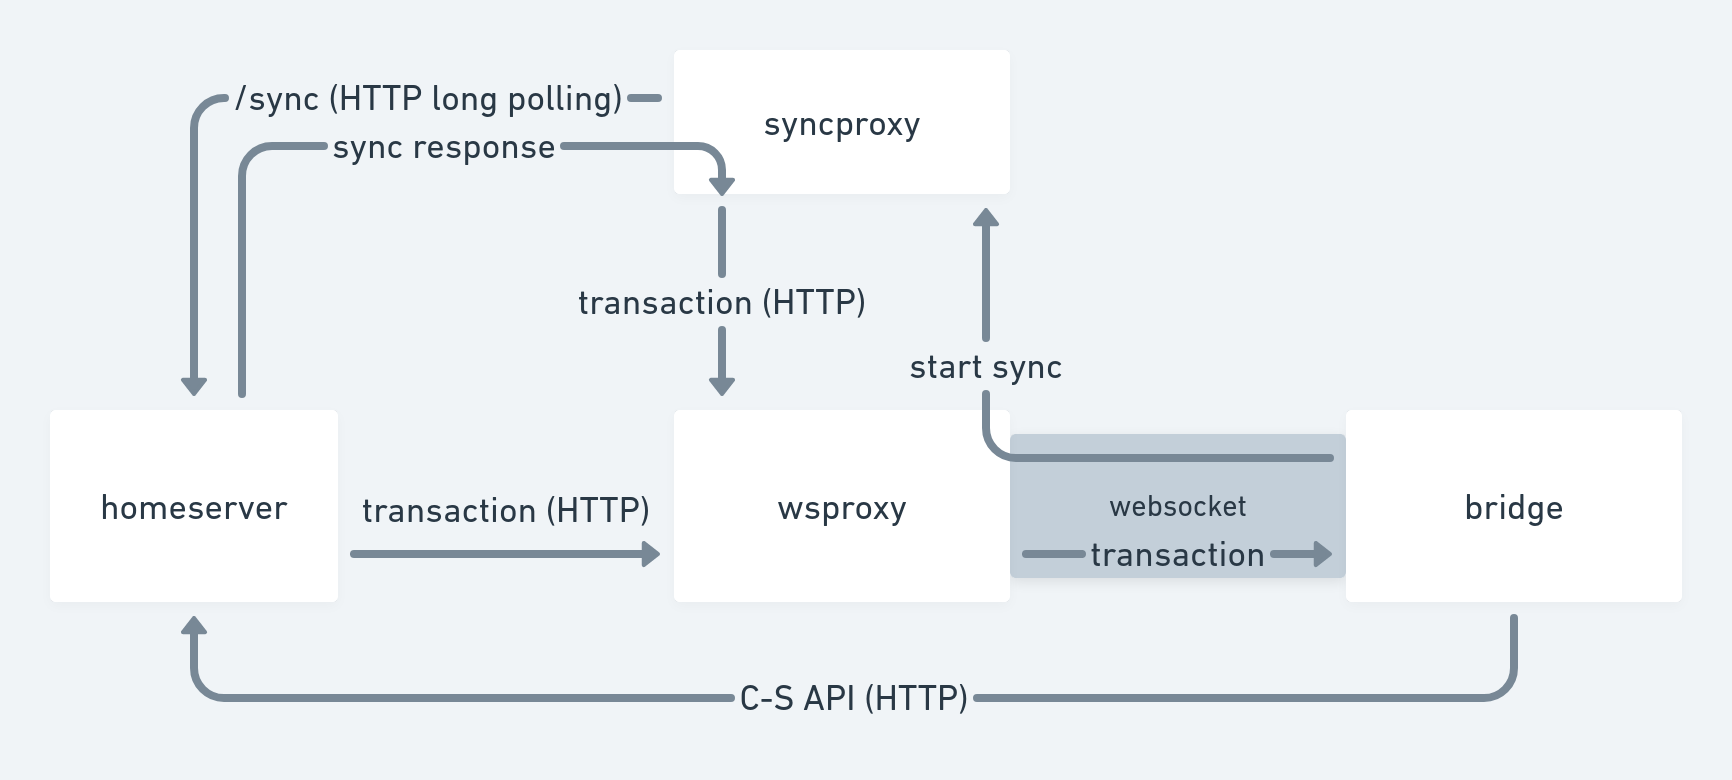 /sync (HTTP long polling)
syncproxy
sync response
transaction (HTTP)
start sync
homeserver
transaction (HTTP)
wsproxy
websocket
transaction
bridge
C-S API (HTTP)